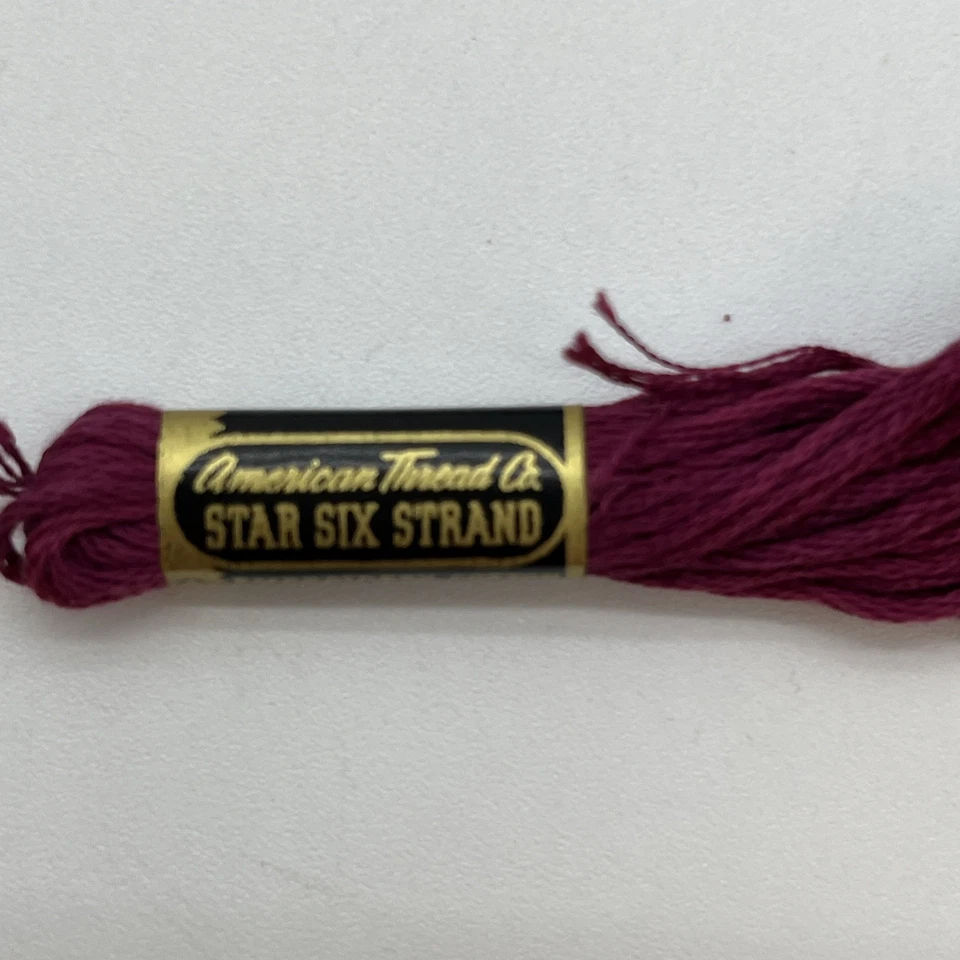 American Thread Co.
STAR SIX STRAND